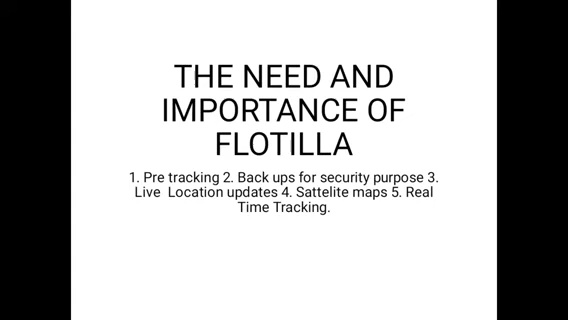 THE NEED AND
IMPORTANCE OF
FLOTILLA
1. Pre tracking 2. Back ups for security purpose 3.
Live  Location updates 4. Sattelite maps 5. Real
Time Tracking.